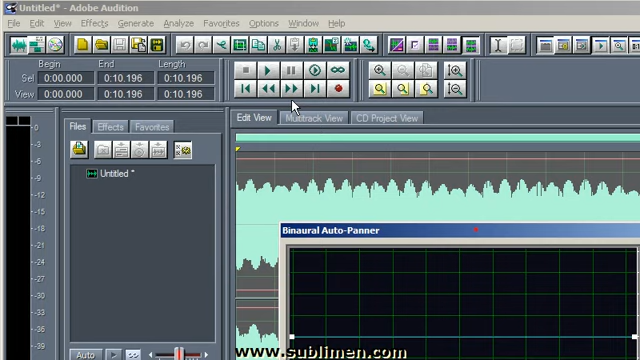 Untitled* - Adobe Audition
File Edit View Effects Generate Analyze Favorites Options Window Help
Begin End Length
Sel 0:00.000 0:10.196 0:10.196
View 0:00.000 0:10.196 0:10.196
Files Effects Favorites
Edit View Multitrack View CD Project View
Untitled *
Binaural Auto-Panner
0
-3
-6
-9
-12
-15
-18
-21
-24
-27
-30
-33
-36
-39
Auto
www.sublimen.com